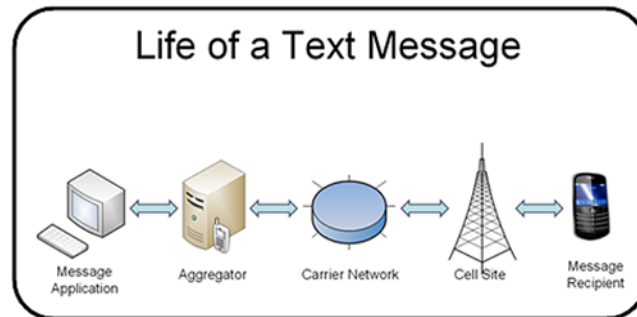 Life of a Text Message
Message
Application
Aggregator
Carrier Network
Cell Site
Message
Recipient